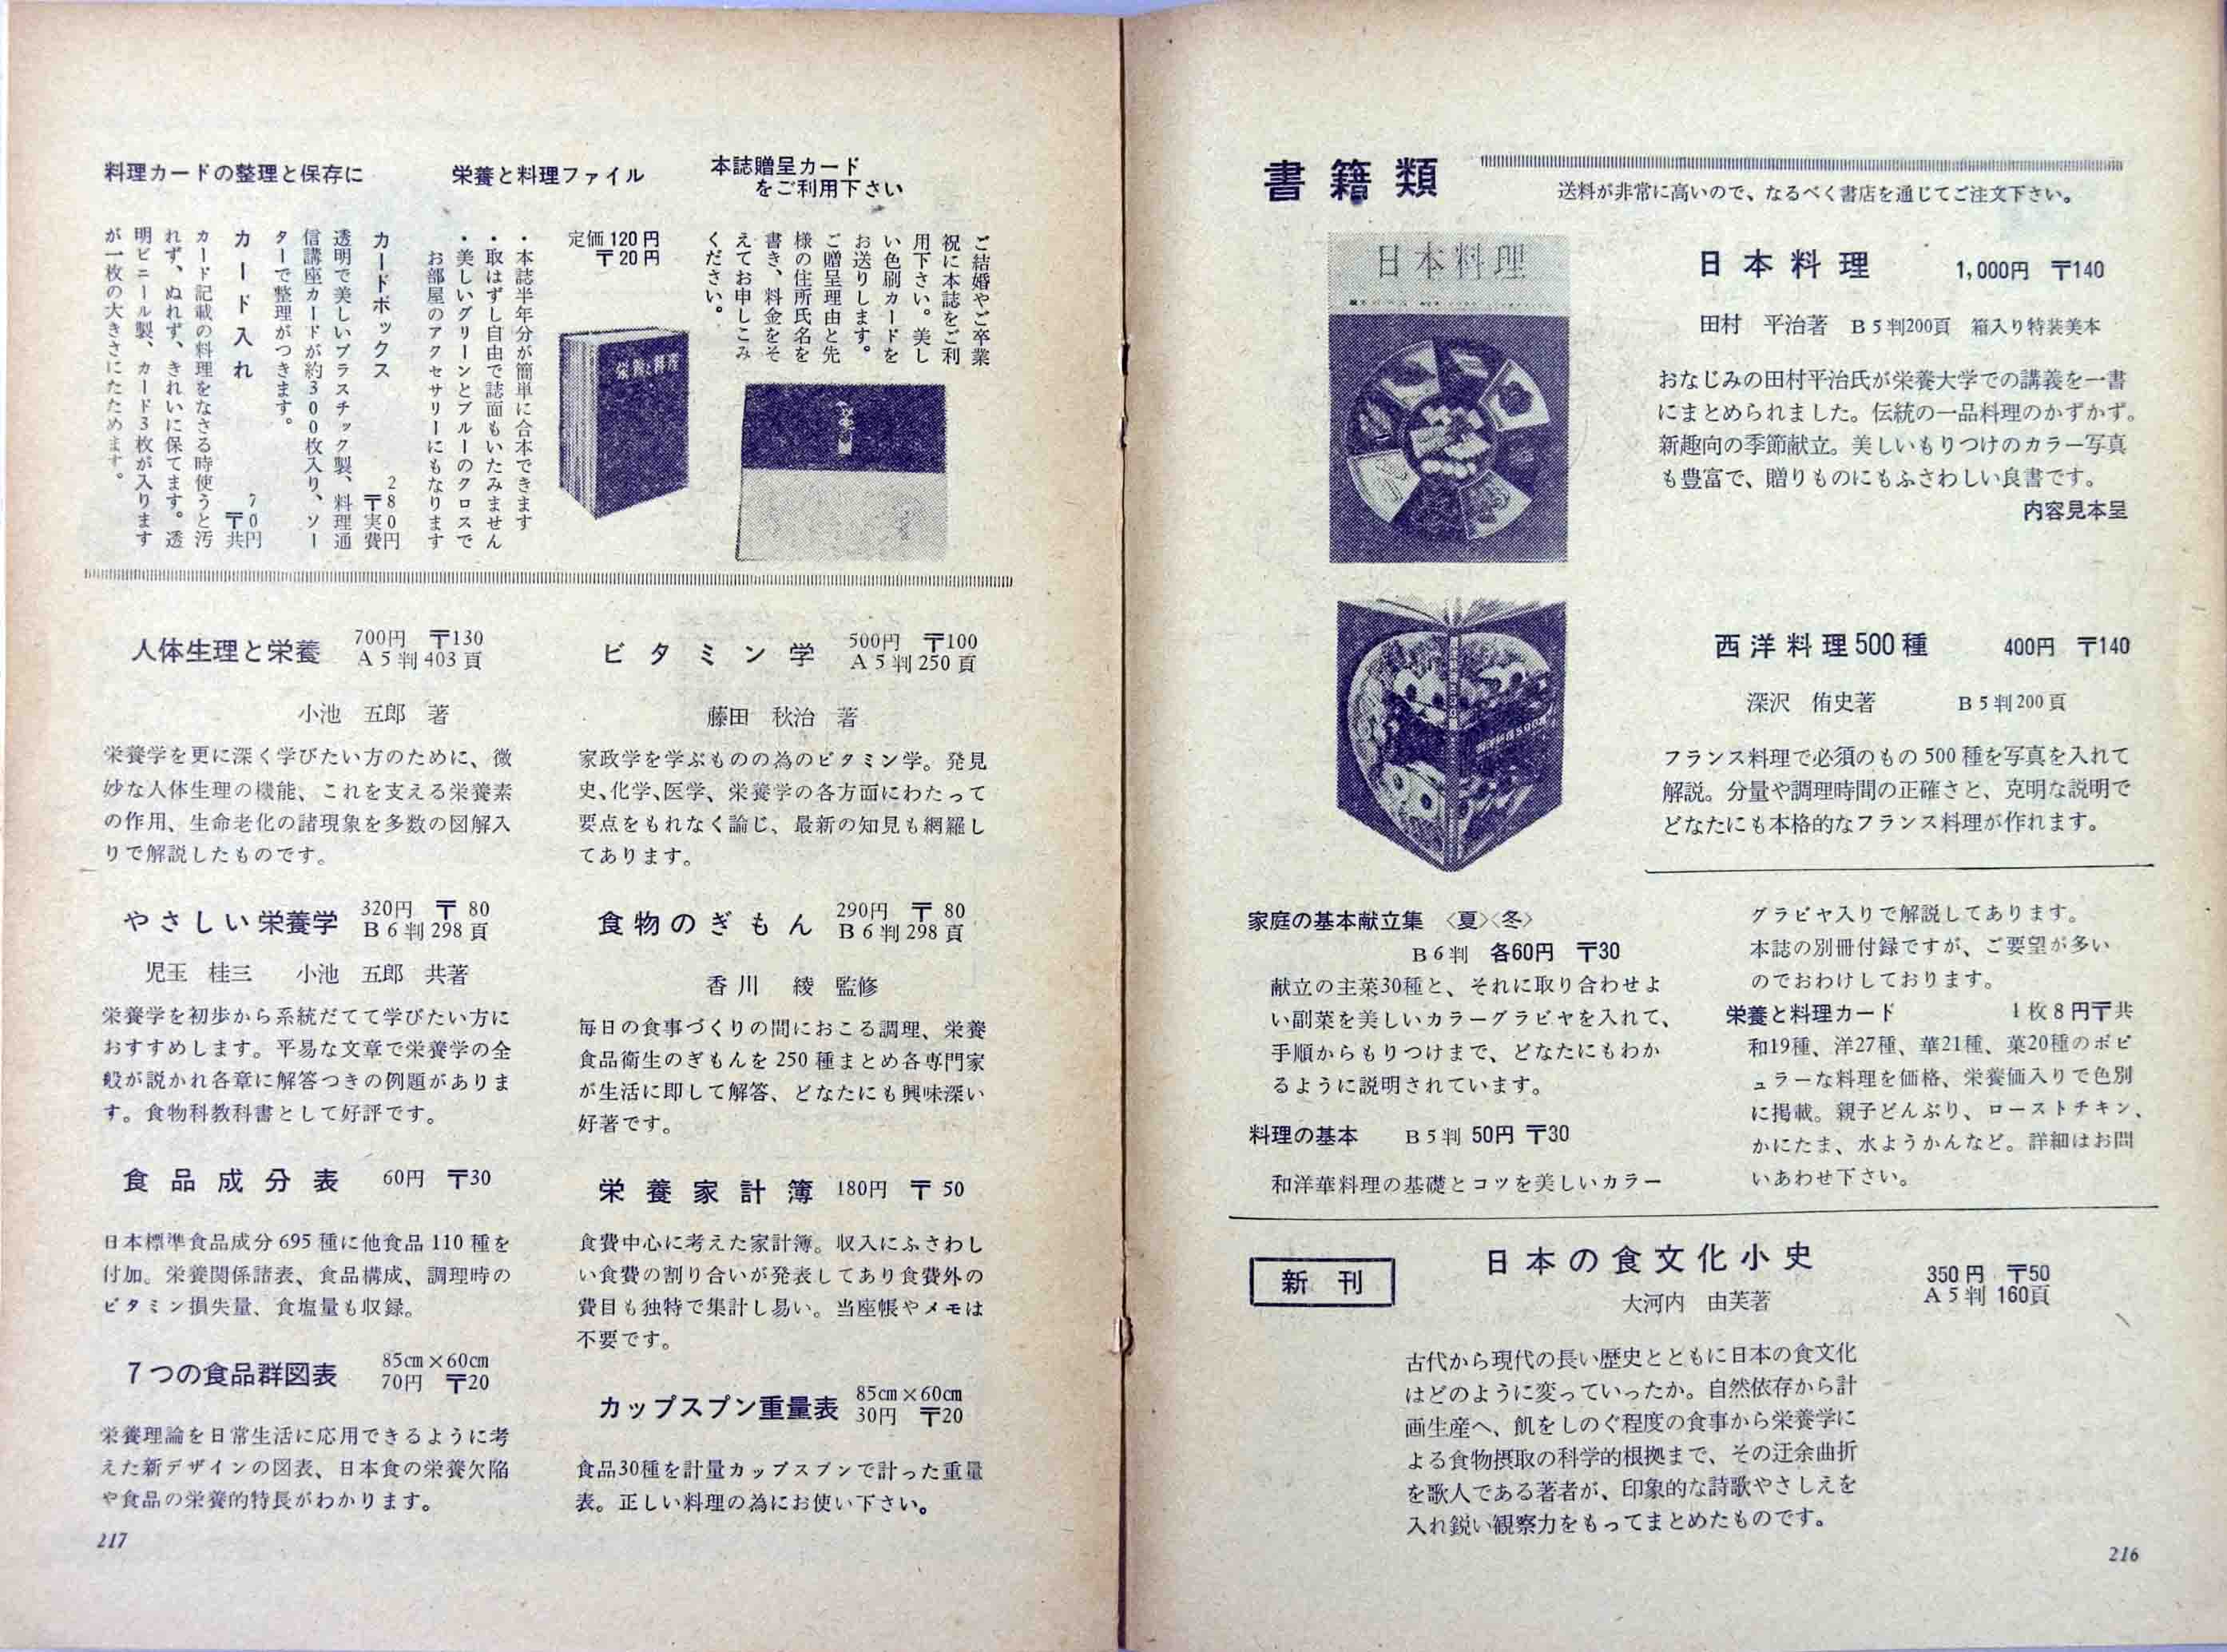 書籍類
送料が非常に高いので、なるべく書店を通じてご注文下さい。
日本料理
日本料理 1,000円 〒140
田村 平治著 B5判200頁 箱入り特装美本
おなじみの田村平治氏が栄養大学での講義を一書
にまとめられました。伝統の一品料理のかずかず。
新趣向の季節献立。美しいもりつけのカラー写真
も豊富で、贈りものにもふさわしい良書です。
内容見本呈
西洋料理500種 400円 〒140
深沢 侑史著 B5判200頁
フランス料理で必須のもの500種を写真を入れて
解説。分量や調理時間の正確さと、克明な説明で
どなたにも本格的なフランス料理が作れます。
家庭の基本献立集 〈夏〉〈冬〉
B6判 各60円 〒30
献立の主菜30種と、それに取り合わせよ
い副菜を美しいカラーグラビヤを入れて、
手順からもりつけまで、どなたにもわか
るように説明されています。
料理の基本 B5判 50円 〒30
和洋華料理の基礎とコツを美しいカラー
グラビヤ入りで解説してあります。
本誌の別冊付録ですが、ご要望が多い
のでおわけしております。
栄養と料理カード 1枚8円〒共
和19種、洋27種、華21種、菓20種のポピ
ュラーな料理を価格、栄養価入りで色別
に掲載。親子どんぶり、ローストチキン、
かにたま、水ようかんなど。詳細はお問
いあわせ下さい。
新刊
日本の食文化小史
大河内 由芙著
350円 〒50
A5判 160頁
古代から現代の長い歴史とともに日本の食文化
はどのように変っていったか。自然依存から計
画生産へ、飢をしのぐ程度の食事から栄養学に
よる食物摂取の科学的根拠まで、その迂余曲折
を歌人である著者が、印象的な詩歌やさしえを
入れ鋭い観察力をもってまとめたものです。
216
本誌贈呈カード
をご利用下さい
ご結婚やご卒業
祝に本誌をご利
用下さい。美し
い色刷カードを
お送りします。
ご贈呈理由と先
様の住所氏名を
書き、料金をそ
えてお申しこみ
ください。
栄養と料理ファイル
定価120円
〒20円
栄養と料理
・本誌半年分が簡単に合本できます
・取はずし自由で誌面もいたみません
・美しいグリーンとブルーのクロスで
お部屋のアクセサリーにもなります
料理カードの整理と保存に
カードボックス 280円
〒実費
透明で美しいプラスチック製、料理通
信講座カードが約300枚入り、ソー
ターで整理がつきます。
カード入れ 70円
〒共
カード記載の料理をなさる時使うと汚
れず、ぬれず、きれいに保てます。透
明ビニール製、カード3枚が入ります
が一枚の大きさにたためます。
人体生理と栄養 700円 〒130
A5判403頁
小池 五郎 著
栄養学を更に深く学びたい方のために、微
妙な人体生理の機能、これを支える栄養素
の作用、生命老化の諸現象を多数の図解入
りで解説したものです。
やさしい栄養学 320円 〒80
B6判298頁
児玉 桂三 小池 五郎 共著
栄養学を初歩から系統だてて学びたい方に
おすすめします。平易な文章で栄養学の全
般が説かれ各章に解答つきの例題がありま
す。食物科教科書として好評です。
食品成分表 60円 〒30
日本標準食品成分695種に他食品110種を
付加。栄養関係諸表、食品構成、調理時の
ビタミン損失量、食塩量も収録。
7つの食品群図表 85cm×60cm
70円 〒20
栄養理論を日常生活に応用できるように考
えた新デザインの図表、日本食の栄養欠陥
や食品の栄養的特長がわかります。
ビタミン学 500円 〒100
A5判250頁
藤田 秋治 著
家政学を学ぶものの為のビタミン学。発見
史、化学、医学、栄養学の各方面にわたって
要点をもれなく論じ、最新の知見も網羅し
てあります。
食物のぎもん 290円 〒80
B6判298頁
香川 綾 監修
毎日の食事づくりの間におこる調理、栄養
食品衛生のぎもんを250種まとめ各専門家
が生活に即して解答、どなたにも興味深い
好著です。
栄養家計簿 180円 〒50
食費中心に考えた家計簿。収入にふさわし
い食費の割り合いが発表してあり食費外の
費目も独特で集計し易い。当座帳やメモは
不要です。
カップスプン重量表 85cm×60cm
30円 〒20
食品30種を計量カップスプンで計った重量
表。正しい料理の為にお使い下さい。
217